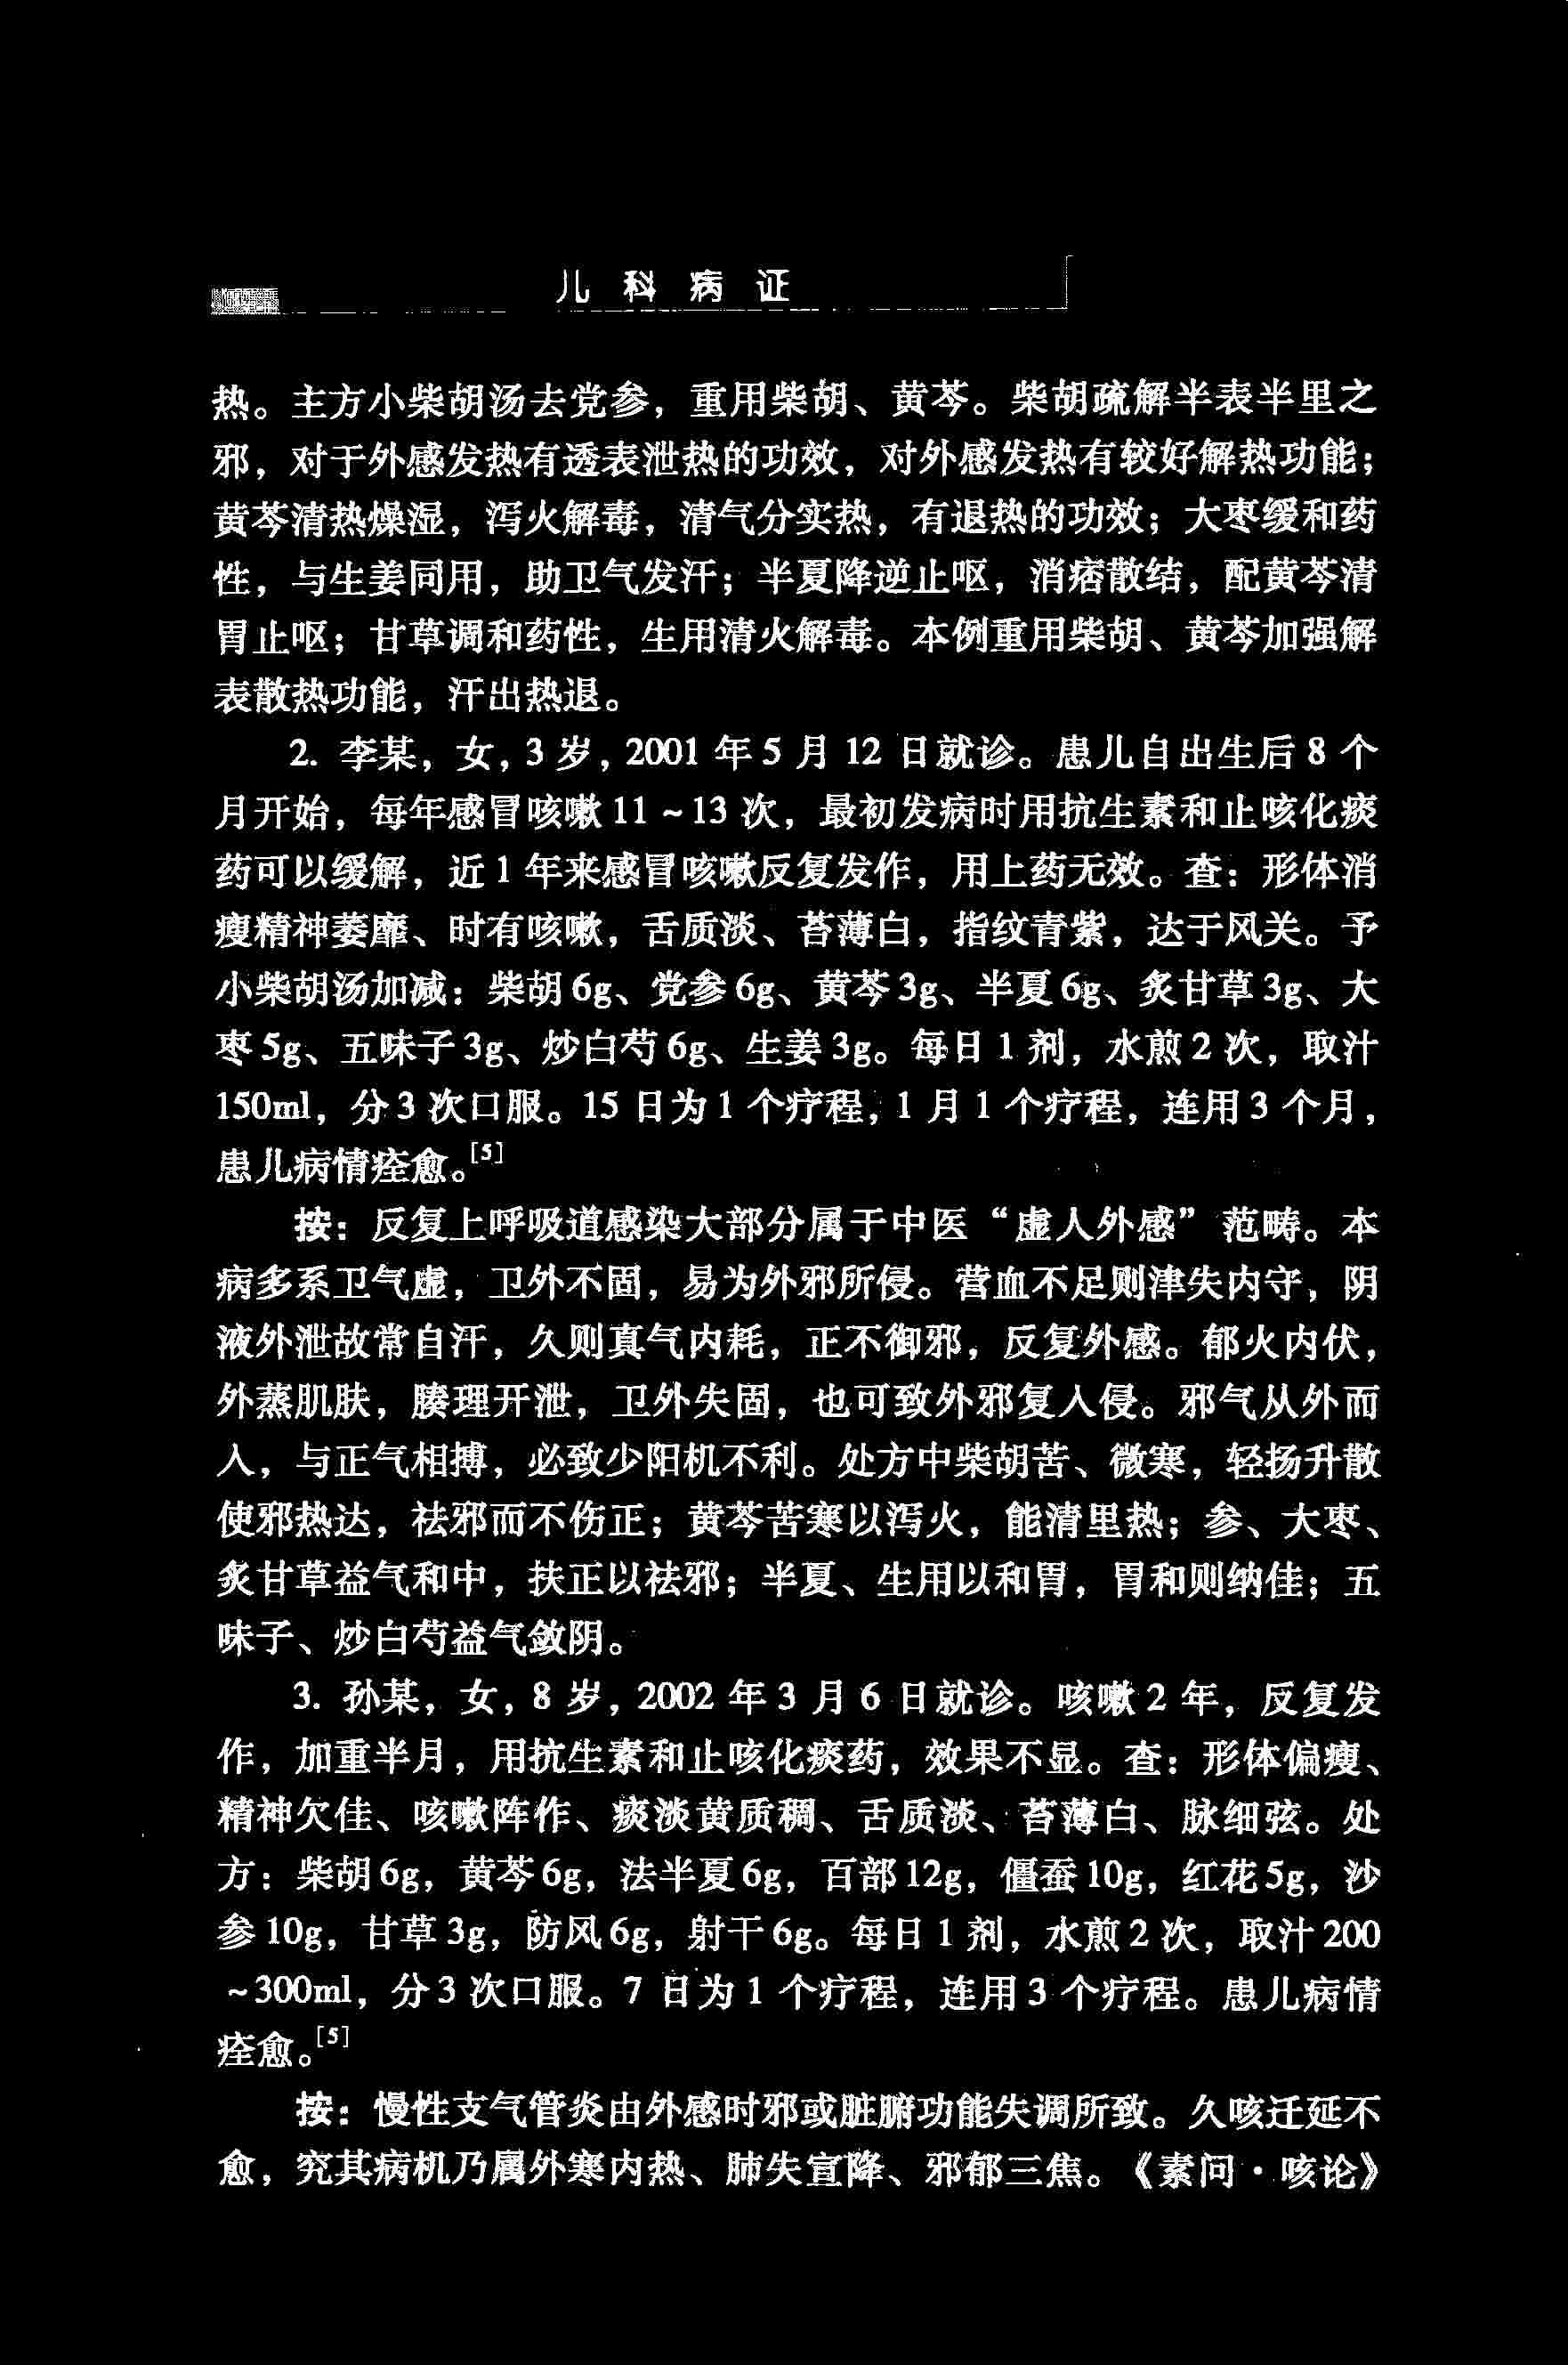 儿科病证
热。主方小柴胡汤去党参，重用柴胡、黄芩。柴胡疏解半表半里之
邪，对于外感发热有透表泄热的功效，对外感发热有较好解热功能；
黄芩清热燥湿，泻火解毒，清气分实热，有退热的功效；大枣缓和药
性，与生姜同用，助卫气发汗；半夏降逆止呕，消痞散结，配黄芩清
胃止呕；甘草调和药性，生用清火解毒。本例重用柴胡、黄芩加强解
表散热功能，汗出热退。
2. 李某，女，3岁，2001年5月12日就诊。患儿自出生后8个
月开始，每年感冒咳嗽11～13次，最初发病时用抗生素和止咳化痰
药可以缓解，近1年来感冒咳嗽反复发作，用上药无效。查：形体消
瘦精神萎靡、时有咳嗽，舌质淡、苔薄白，指纹青紫，达于风关。予
小柴胡汤加减：柴胡6g、党参6g、黄芩3g、半夏6g、炙甘草3g、大
枣5g、五味子3g、炒白芍6g、生姜3g。每日1剂，水煎2次，取汁
150ml，分3次口服。15日为1个疗程，1月1个疗程，连用3个月，
患儿病情痊愈。[5]
按：反复上呼吸道感染大部分属于中医“虚人外感”范畴。本
病多系卫气虚，卫外不固，易为外邪所侵。营血不足则津失内守，阴
液外泄故常自汗，久则真气内耗，正不御邪，反复外感。郁火内伏，
外蒸肌肤，腠理开泄，卫外失固，也可致外邪复入侵。邪气从外而
入，与正气相搏，必致少阳机不利。处方中柴胡苦、微寒，轻扬升散
使邪热达，祛邪而不伤正；黄芩苦寒以泻火，能清里热；参、大枣、
炙甘草益气和中，扶正以祛邪；半夏、生用以和胃，胃和则纳佳；五
味子、炒白芍益气敛阴。
3. 孙某，女，8岁，2002年3月6日就诊。咳嗽2年，反复发
作，加重半月，用抗生素和止咳化痰药，效果不显。查：形体偏瘦、
精神欠佳、咳嗽阵作、痰淡黄质稠、舌质淡、苔薄白、脉细弦。处
方：柴胡6g，黄芩6g，法半夏6g，百部12g，僵蚕10g，红花5g，沙
参10g，甘草3g，防风6g，射干6g。每日1剂，水煎2次，取汁200
～300ml，分3次口服。7日为1个疗程，连用3个疗程。患儿病情
痊愈。[5]
按：慢性支气管炎由外感时邪或脏腑功能失调所致。久咳迁延不
愈，究其病机乃属外寒内热、肺失宣降、邪郁三焦。《素问·咳论》